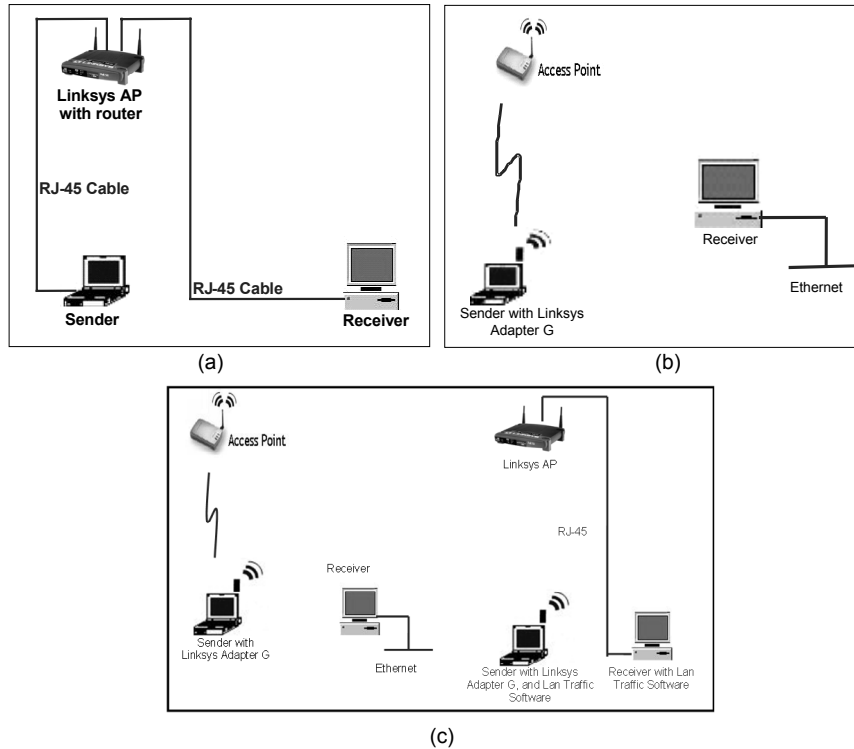 Linksys AP
with router
RJ-45 Cable
RJ-45 Cable
Sender
Receiver
(a)
Access Point
Receiver
Ethernet
Sender with Linksys
Adapter G
(b)
Access Point
Linksys AP
RJ-45
Receiver
Sender with
Linksys Adapter G
Ethernet
Sender with Linksys
Adapter G, and Lan Traffic
Software
Receiver with Lan
Traffic Software
(c)